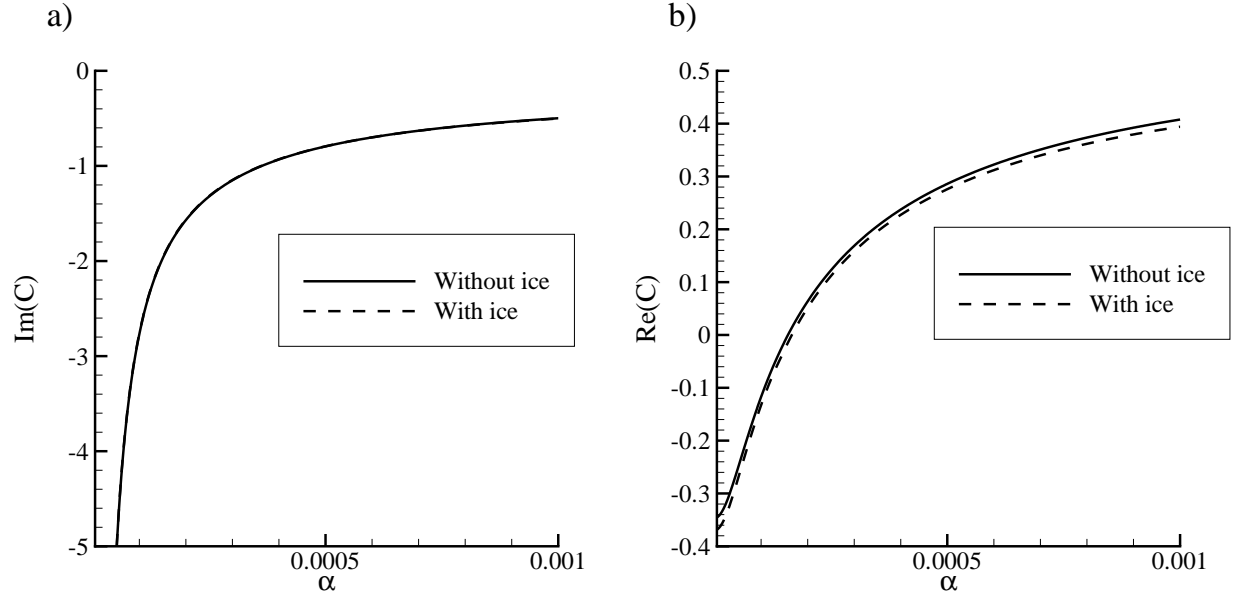 a)
Im(C)
0
-1
-2
-3
-4
-5
0.0005
0.001
α
Without ice
With ice
b)
Re(C)
0.5
0.4
0.3
0.2
0.1
0
-0.1
-0.2
-0.3
-0.4
0.0005
0.001
α
Without ice
With ice